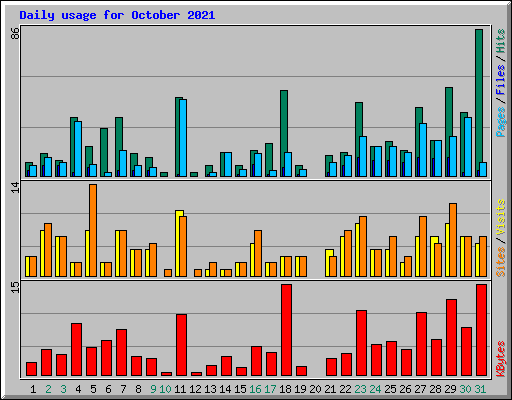 Daily usage for October 2021
86
Pages / Files / Hits
14
Sites / Visits
15
KBytes
1 2 3 4 5 6 7 8 9 10 11 12 13 14 15 16 17 18 19 20 21 22 23 24 25 26 27 28 29 30 31